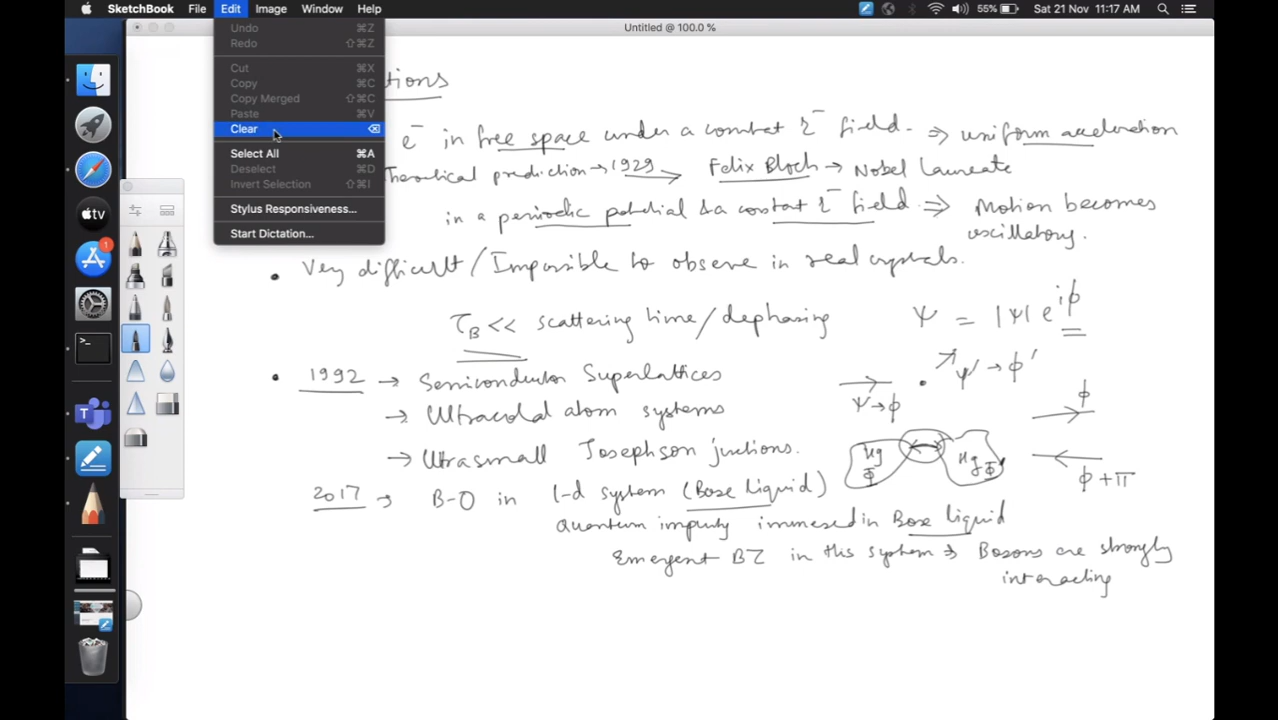 SketchBook File Edit Image Window Help 55% Sat 21 Nov 11:17 AM
Untitled @ 100.0 %
Undo ⌘Z
Redo ⇧⌘Z
Cut ⌘X
Copy ⌘C
Copy Merged ⇧⌘C
Paste ⌘V
Clear ⌫
Select All ⌘A
Deselect ⌘D
Invert Selection ⇧⌘I
Stylus Responsiveness...
Start Dictation...
tv
1
tions
e⁻ in free space under a constant field. ⇒ uniform acceleration
Theoretical prediction → 1929 → Felix Bloch → Nobel Laureate
in a periodic potential & a constant field ⇒ Motion becomes
oscillatory.
• Very difficult / Impossible to observe in real crystals.
τB << scattering time / dephasing ψ = |ψ| e^iϕ
• 1992 → Semiconductor Superlattices
ψ → ϕ ψ' → ϕ'
→ Ultracold atom systems
ϕ
→ Ultrasmall Josephson junctions.
Hg Φ Hg Φ'
ϕ + π
2017 → B-O in 1-d system (Bose liquid)
Quantum impurity immersed in Bose liquid
Emergent BZ in this system → Bosons are strongly
interacting